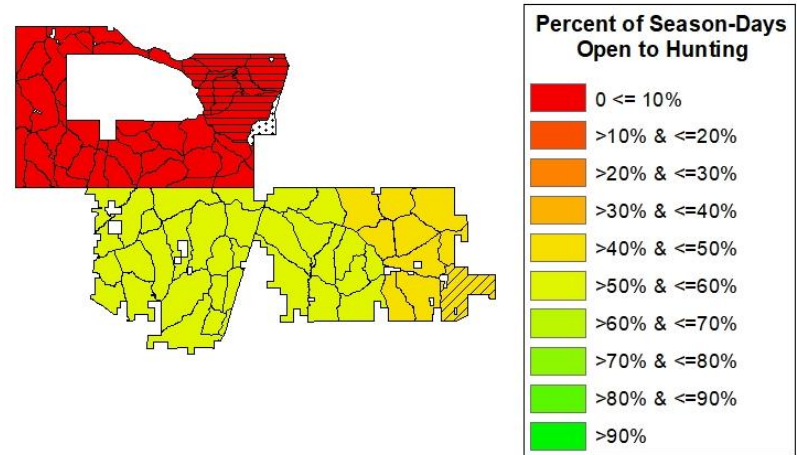 Percent of Season-Days
Open to Hunting
0 <= 10%
>10% & <=20%
>20% & <=30%
>30% & <=40%
>40% & <=50%
>50% & <=60%
>60% & <=70%
>70% & <=80%
>80% & <=90%
>90%